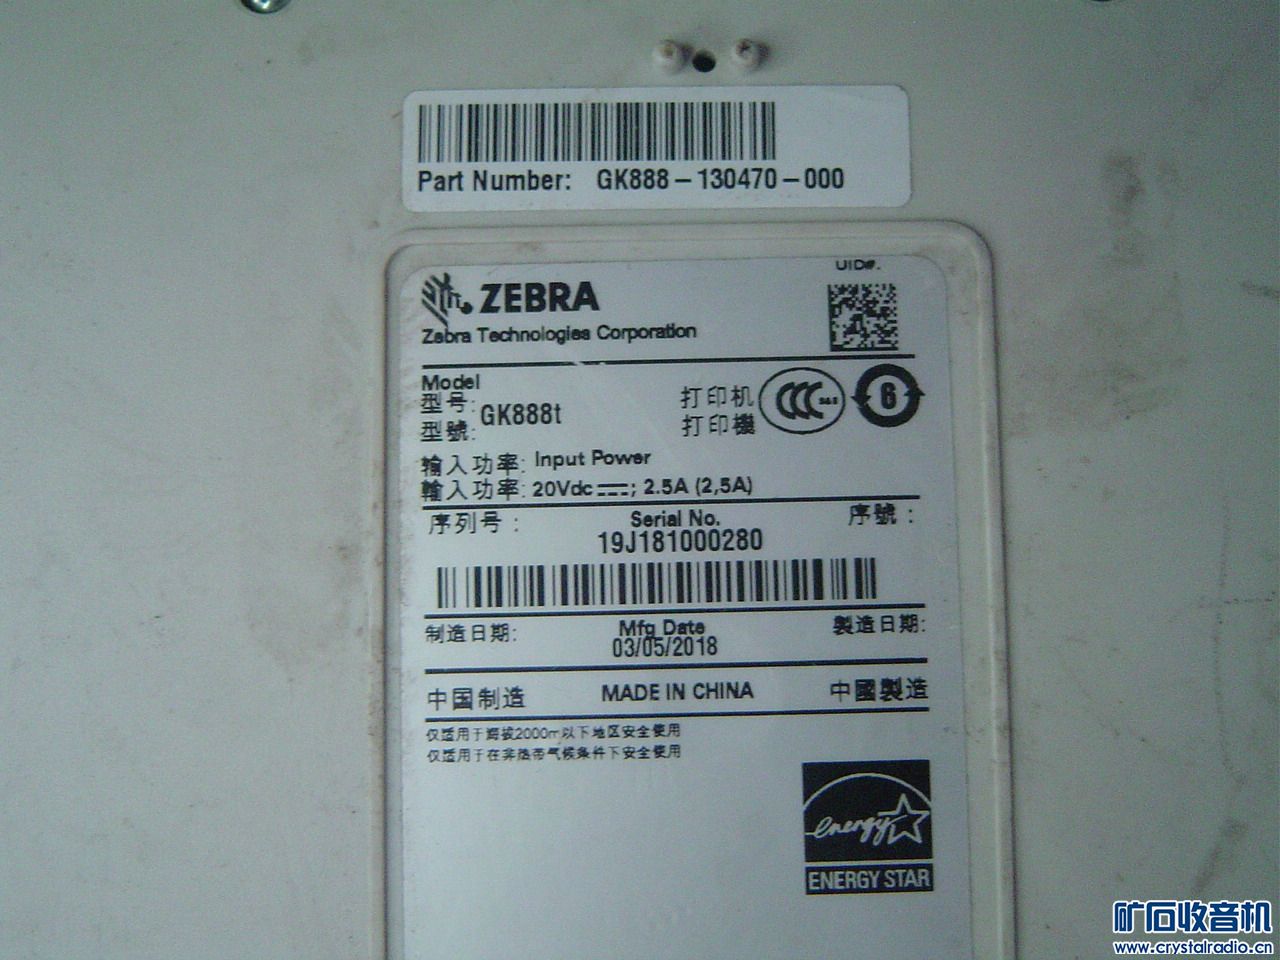 Part Number: GK888-130470-000
UID#.
ZEBRA
Zebra Technologies Corporation
Model
型号:
型號:
GK888t
打印机
打印機
CCC S&E
6
輸入功率: Input Power
輸入功率: 20Vdc ; 2.5A (2,5A)
序列号: Serial No. 序號:
19J181000280
制造日期: Mfg Date 製造日期:
03/05/2018
中国制造 MADE IN CHINA 中國製造
仅适用于海拔2000m以下地区安全使用
仅适用于在非热带气候条件下安全使用
energy
ENERGY STAR
矿石收音机
www.crystalradio.cn